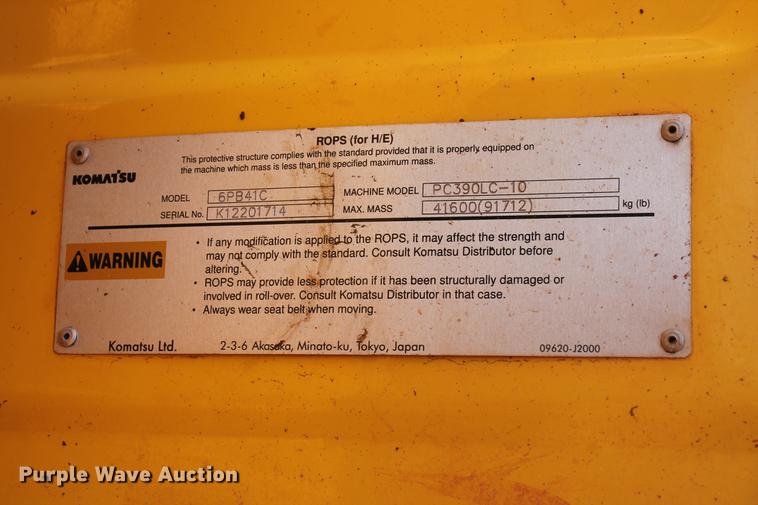 ROPS (for H/E)
This protective structure complies with the standard provided that it is properly equipped on
the machine which mass is less than the specified maximum mass.
KOMATSU
MODEL 6PB41C MACHINE MODEL PC390LC-10
SERIAL No. K12201714 MAX. MASS 41600(91712) kg (lb)
WARNING
• If any modification is applied to the ROPS, it may affect the strength and
may not comply with the standard. Consult Komatsu Distributor before
altering.
• ROPS may provide less protection if it has been structurally damaged or
involved in roll-over. Consult Komatsu Distributor in that case.
• Always wear seat belt when moving.
Komatsu Ltd. 2-3-6 Akasaka, Minato-ku, Tokyo, Japan 09620-J2000
Purple Wave Auction